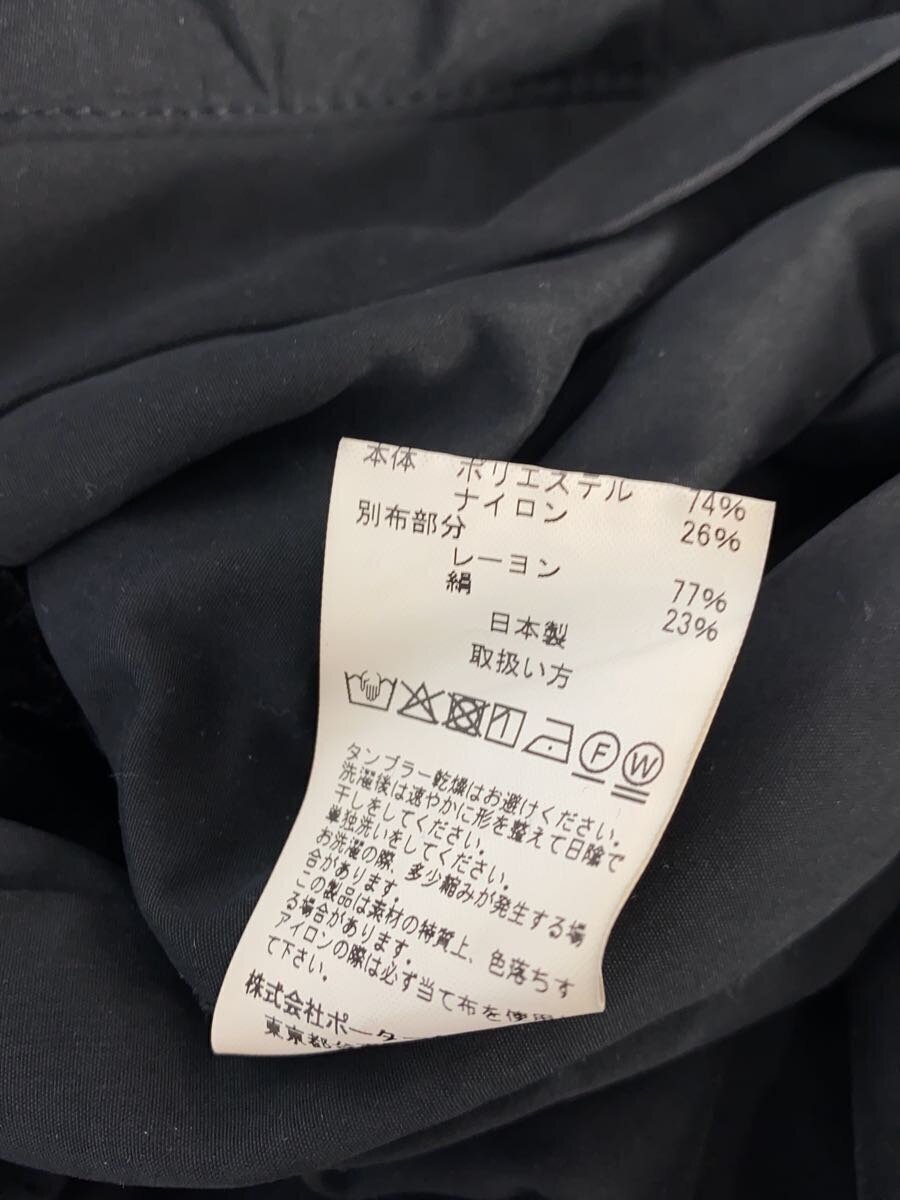 本体 ポリエステル 74%
ナイロン 26%
別布部分
レーヨン 77%
絹 23%
日本製
取扱い方
F W
タンブラー乾燥はお避けください。
洗濯後は速やかに形を整えて日陰で
干しをしてください。
単独洗いをしてください。
お洗濯の際、多少縮みが発生する場
合があります。
この製品は素材の特質上、色落ちす
る場合があります。
アイロンの際は必ず当て布を使用
て下さい。
株式会社ポーター
東京都